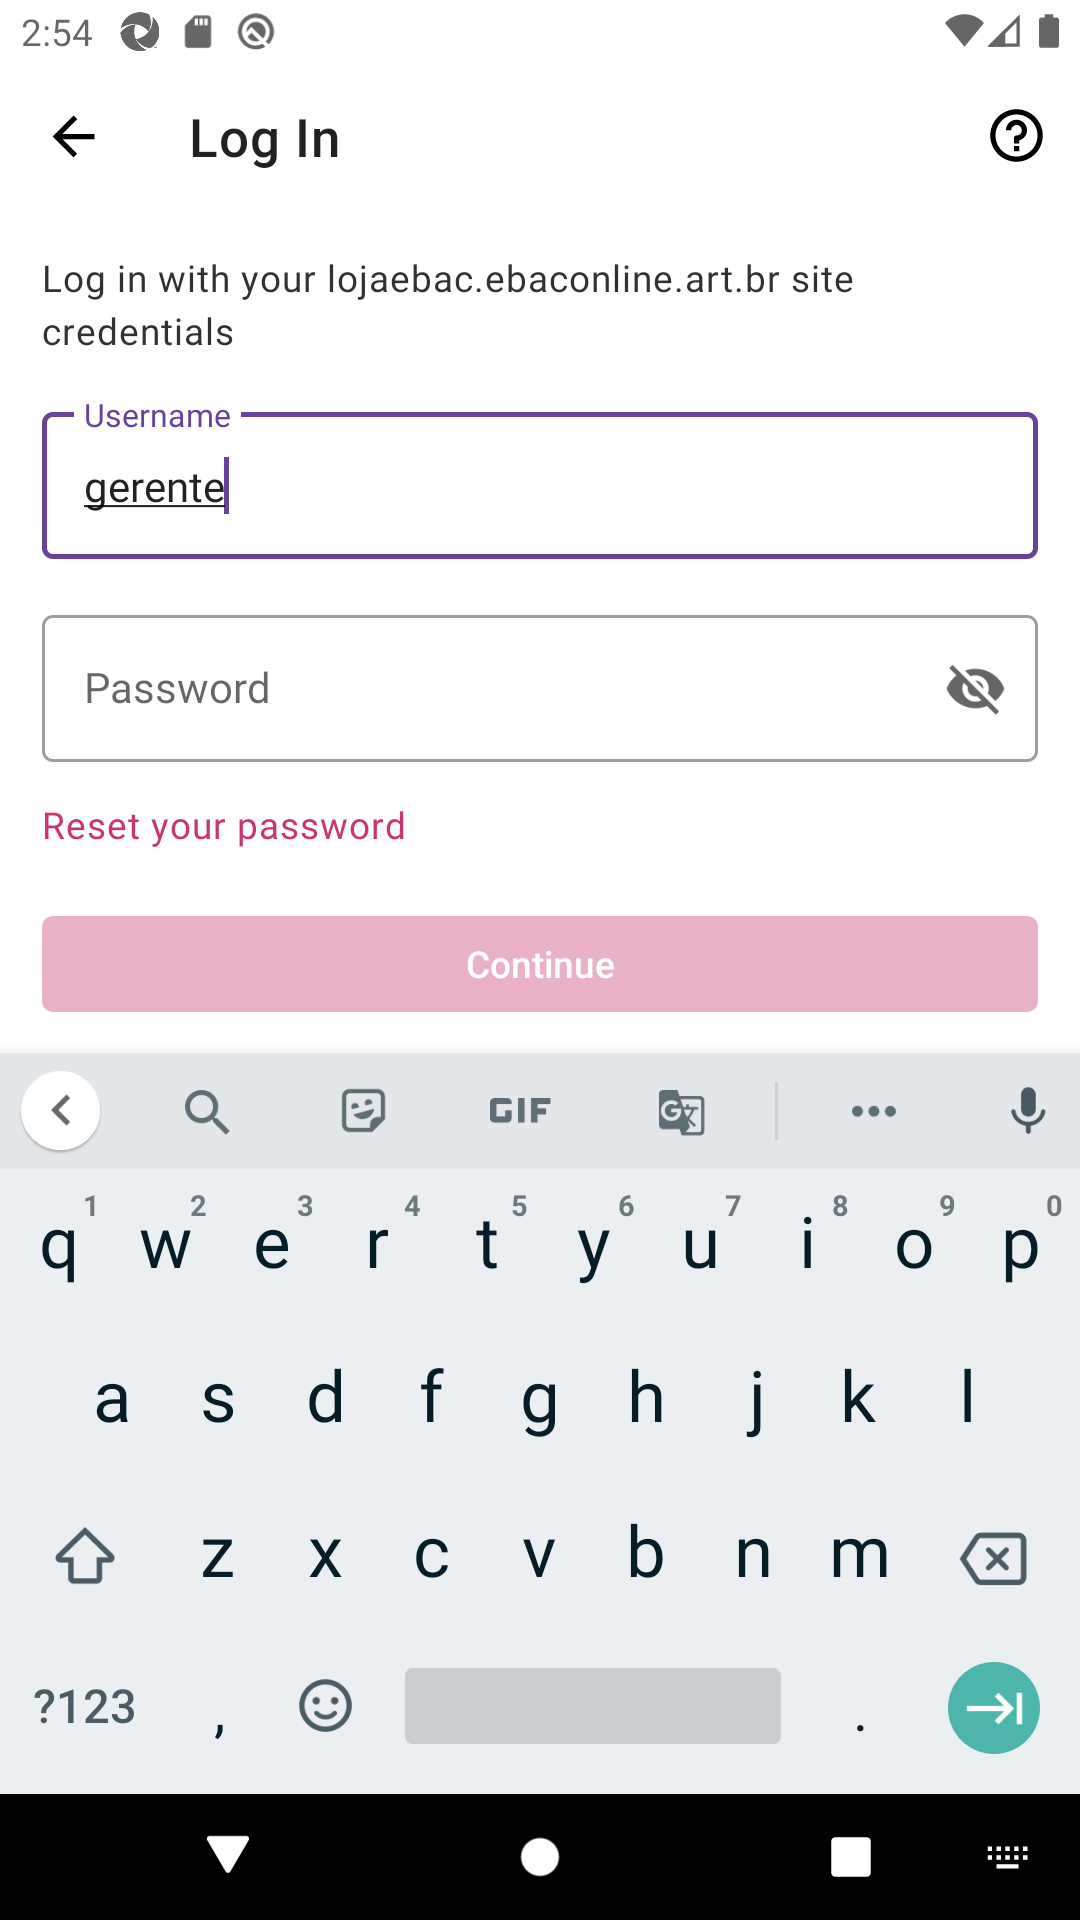 2:54
Log In
Log in with your lojaebac.ebaconline.art.br site
credentials
Username
gerente
Password
Reset your password
Continue
GIF
G
1 2 3 4 5 6 7 8 9 0
q w e r t y u i o p
a s d f g h j k l
z x c v b n m
?123 , .